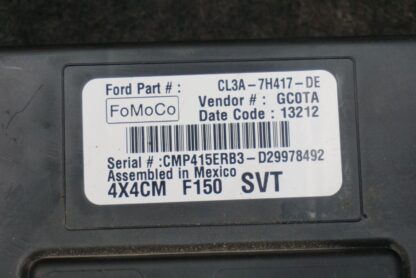 Ford Part # : CL3A-7H417-DE
FoMoCo Vendor # : GC0TA
Date Code : 13212
Serial # :CMP415ERB3-D29978492
Assembled in Mexico
4X4CM F150 SVT